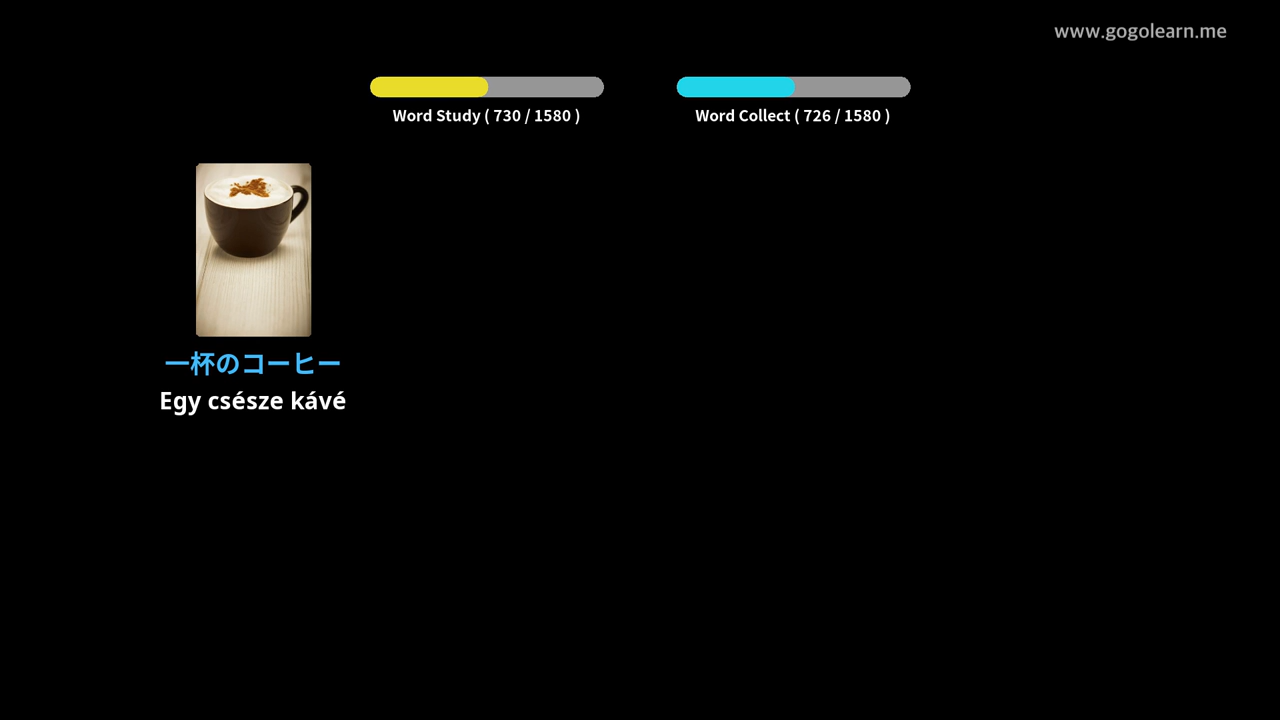 www.gogolearn.me
Word Study ( 730 / 1580 )
Word Collect ( 726 / 1580 )
一杯のコーヒー
Egy csésze kávé